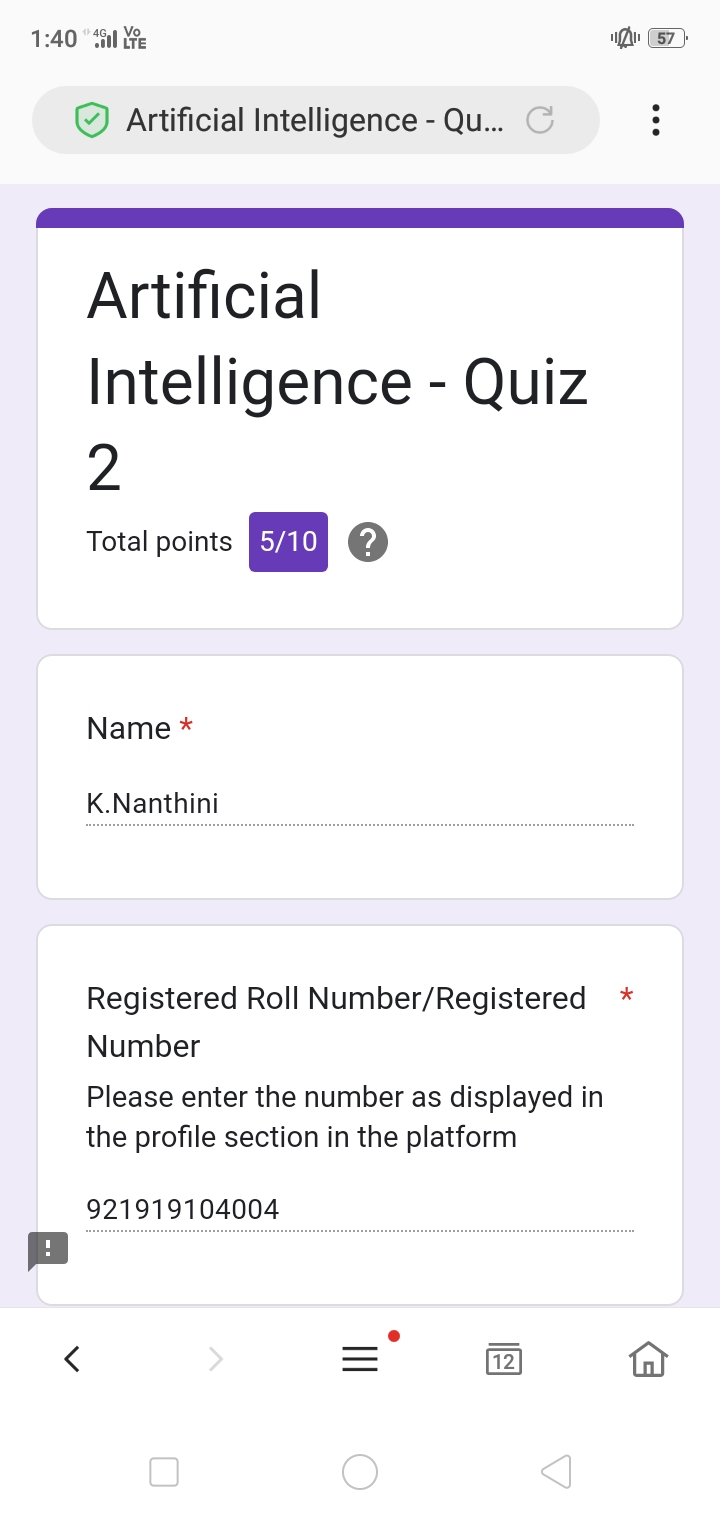 1:40 4G Vo LTE 57
Artificial Intelligence - Qu...
Artificial
Intelligence - Quiz
2
Total points 5/10 ?
Name *
K.Nanthini
Registered Roll Number/Registered *
Number
Please enter the number as displayed in
the profile section in the platform
921919104004
!
12